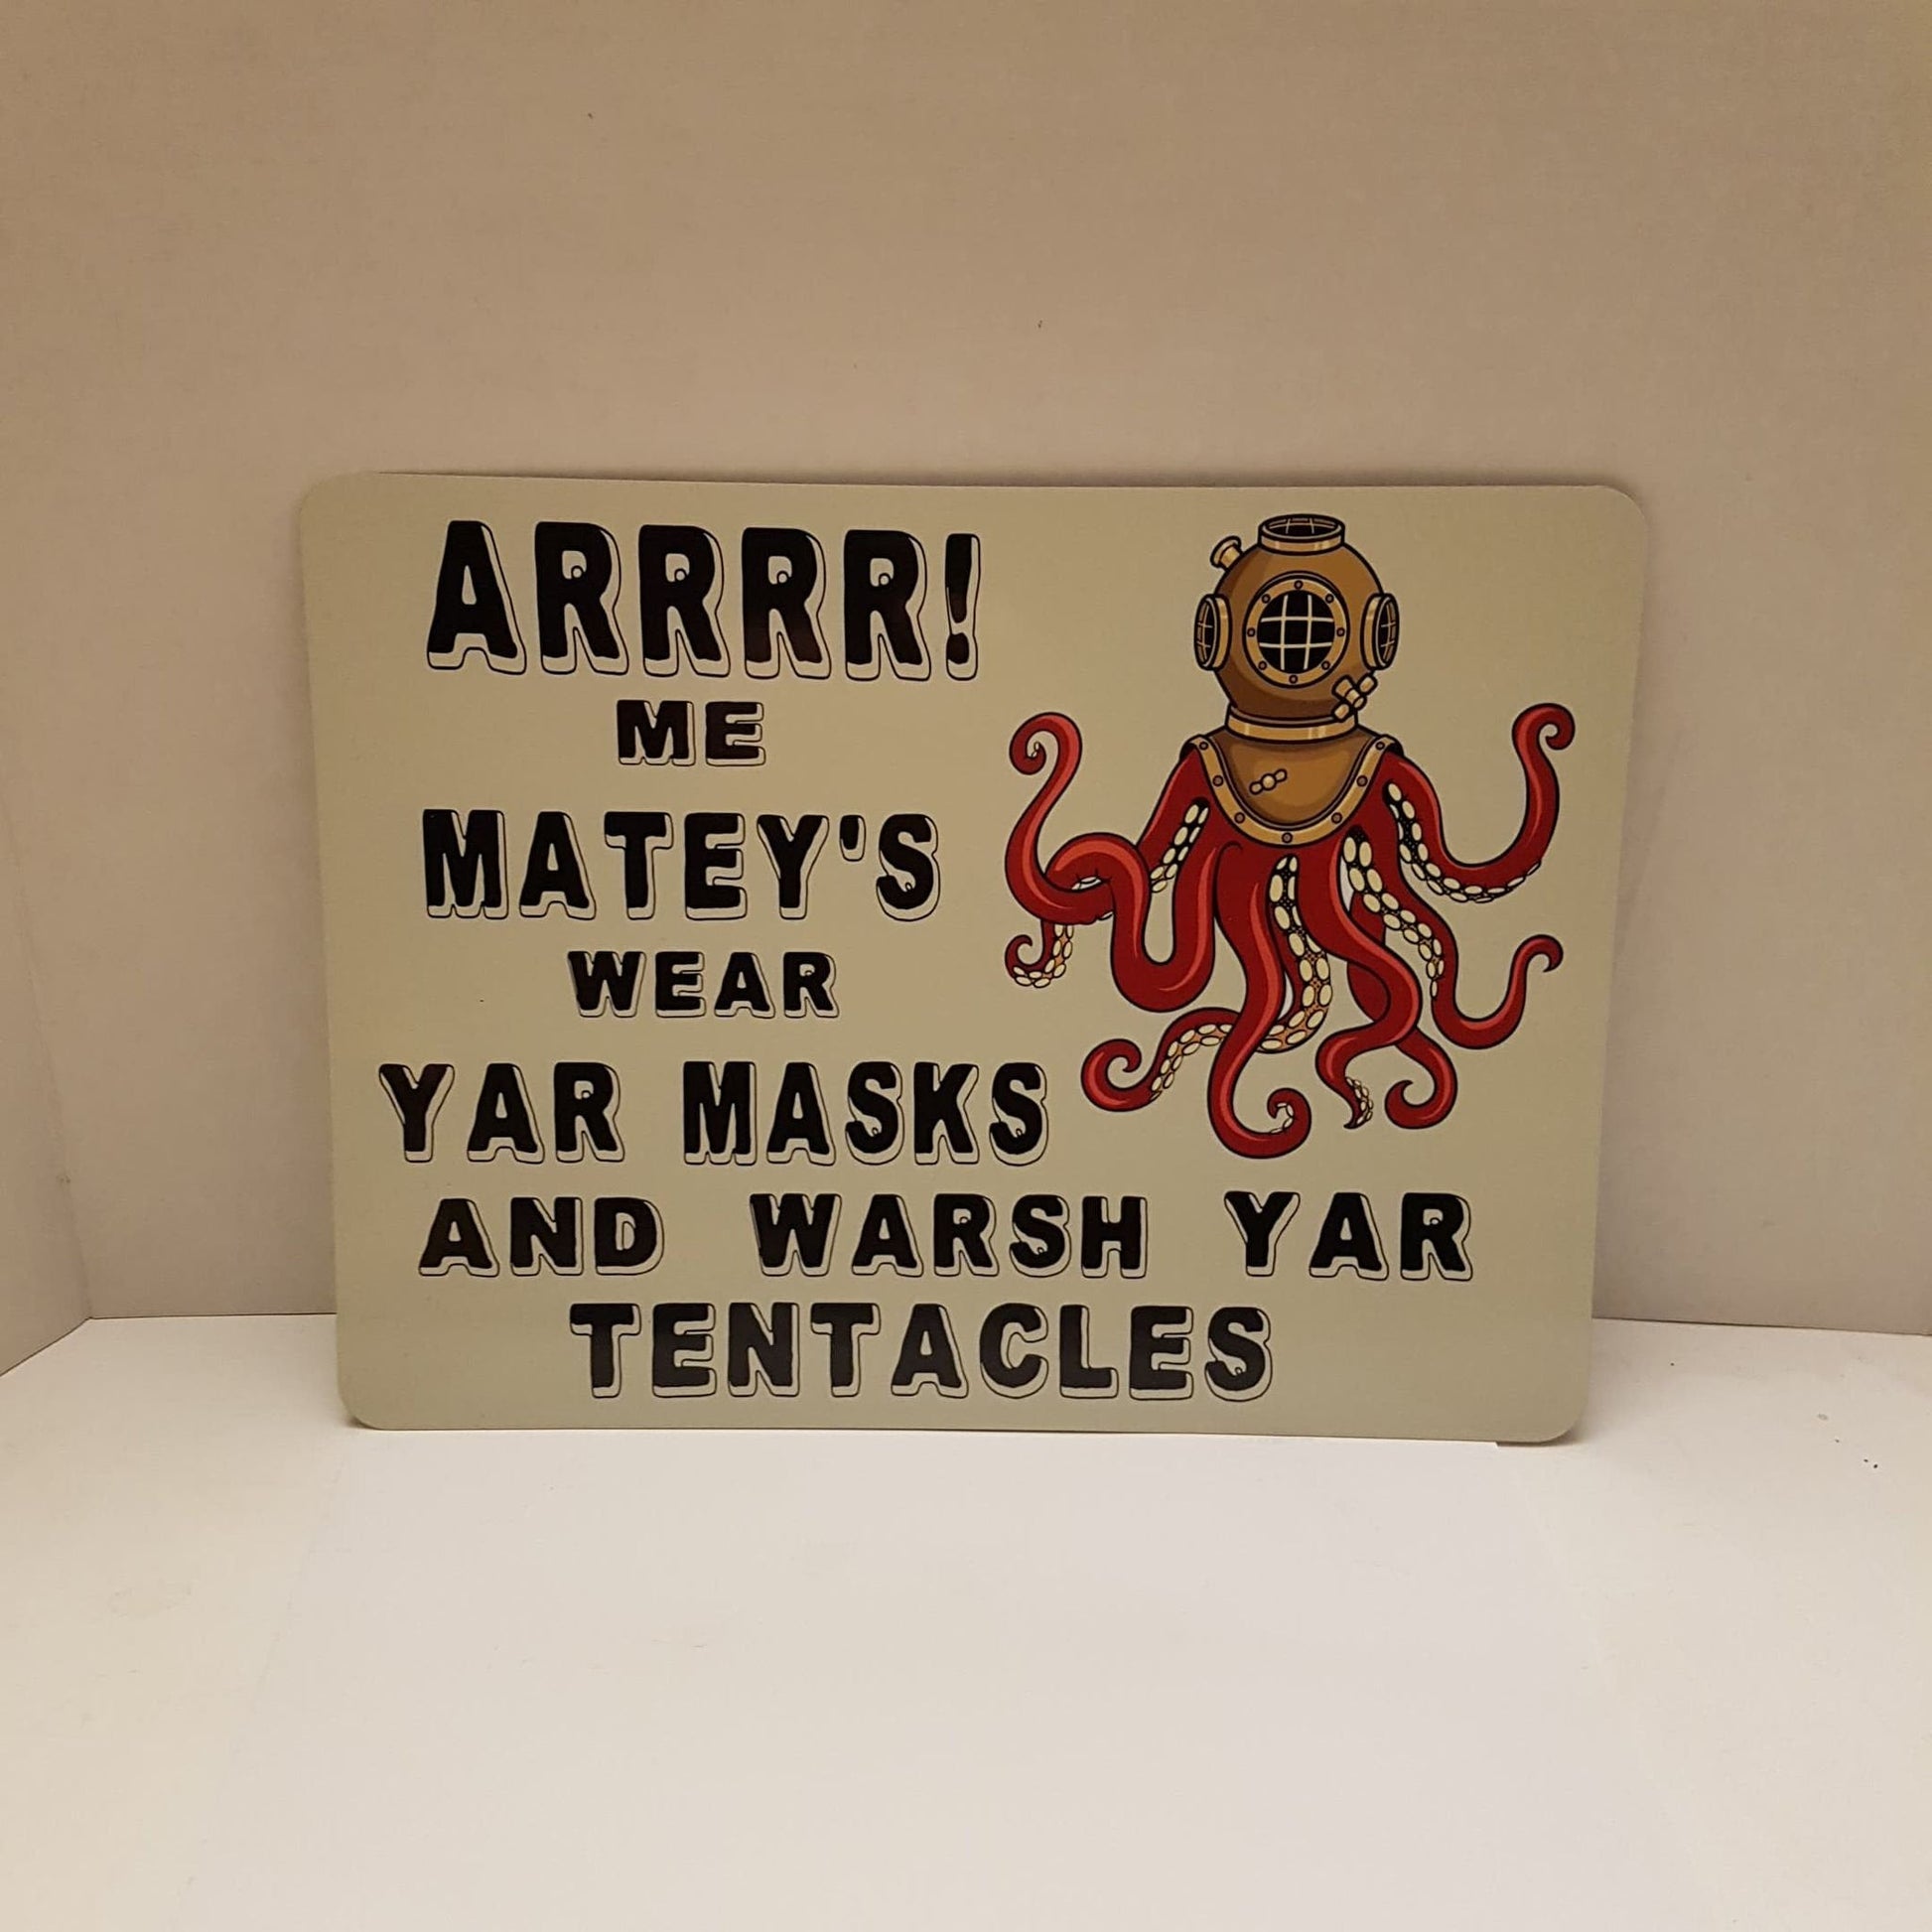 ARRRR!
ME
MATEY'S
WEAR
YAR MASKS
AND WARSH YAR
TENTACLES